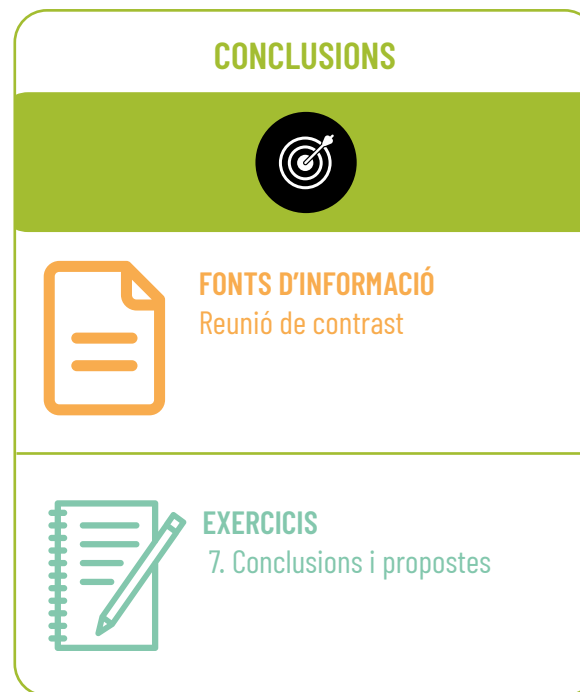 CONCLUSIONS
FONTS D'INFORMACIÓ
Reunió de contrast
EXERCICIS
7. Conclusions i propostes